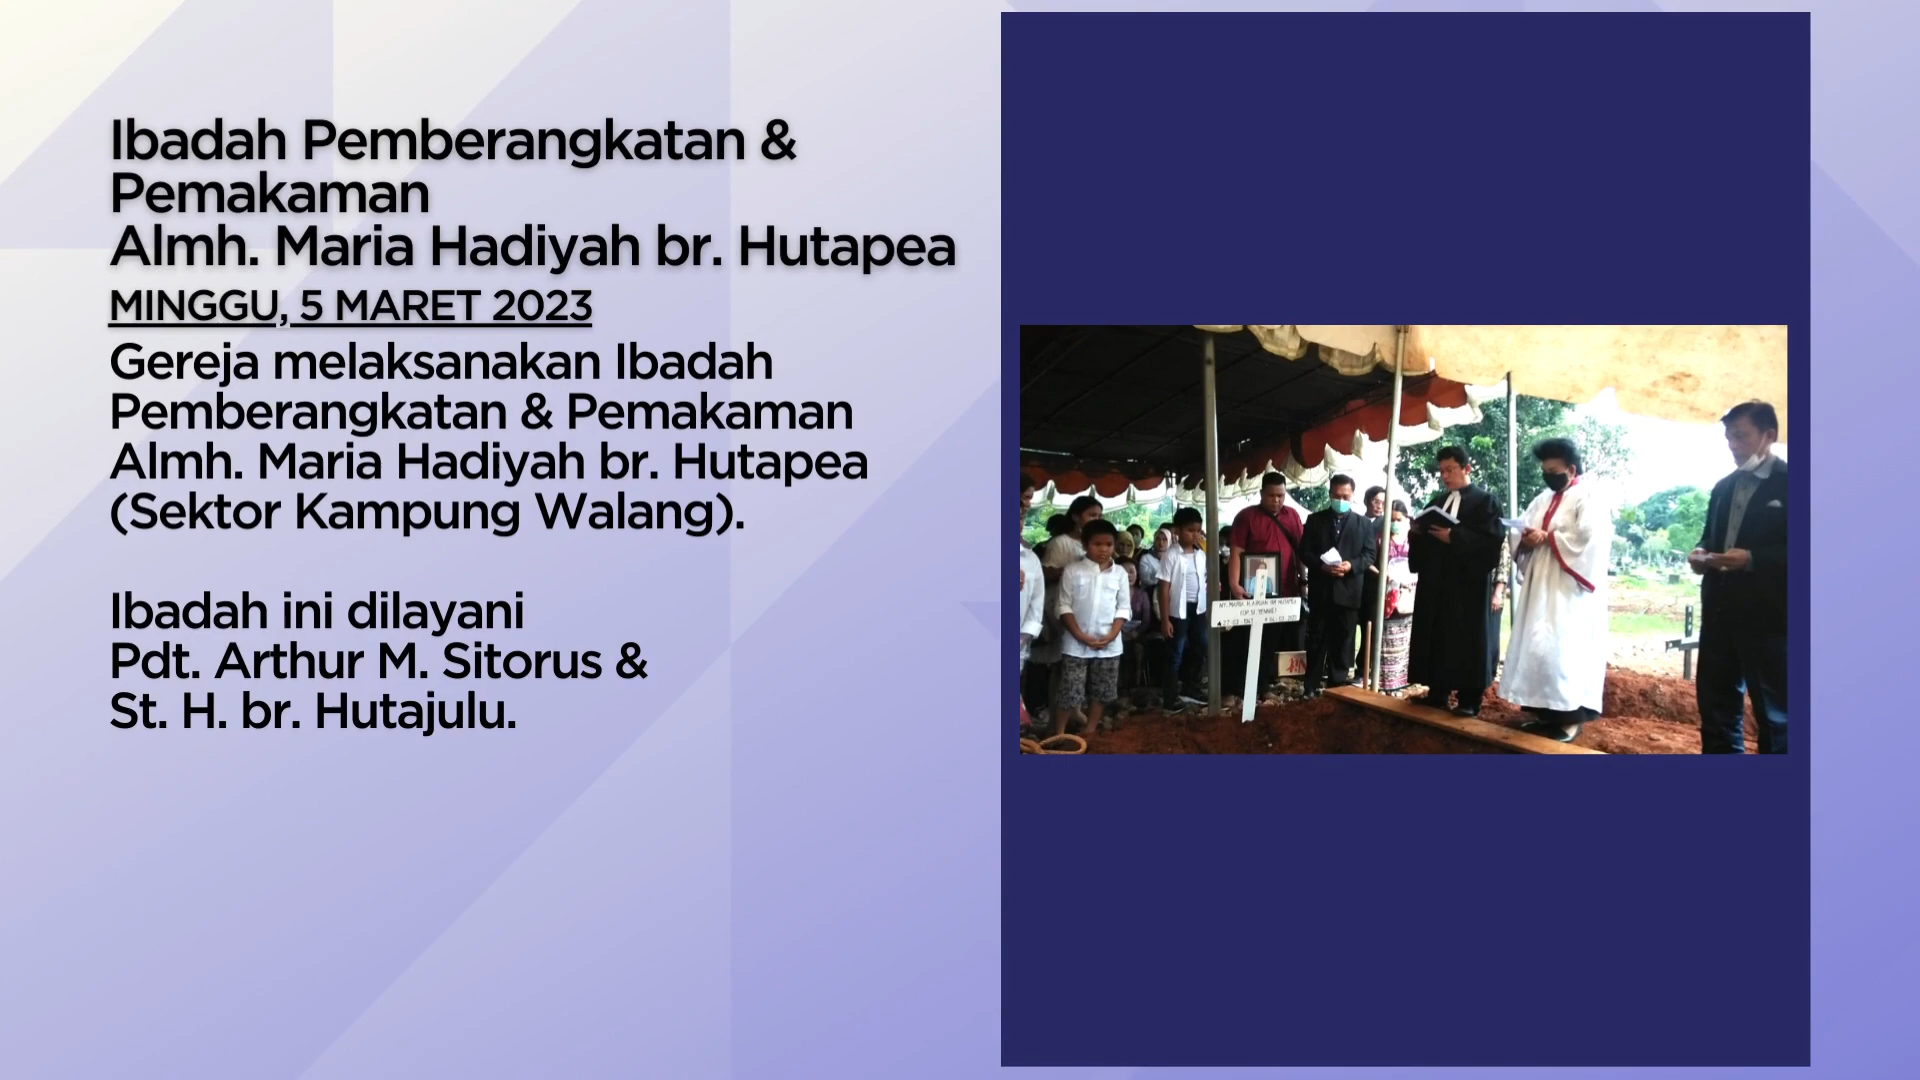 Ibadah Pemberangkatan &
Pemakaman
Almh. Maria Hadiyah br. Hutapea
MINGGU, 5 MARET 2023
Gereja melaksanakan Ibadah
Pemberangkatan & Pemakaman
Almh. Maria Hadiyah br. Hutapea
(Sektor Kampung Walang).
Ibadah ini dilayani
Pdt. Arthur M. Sitorus &
St. H. br. Hutajulu.